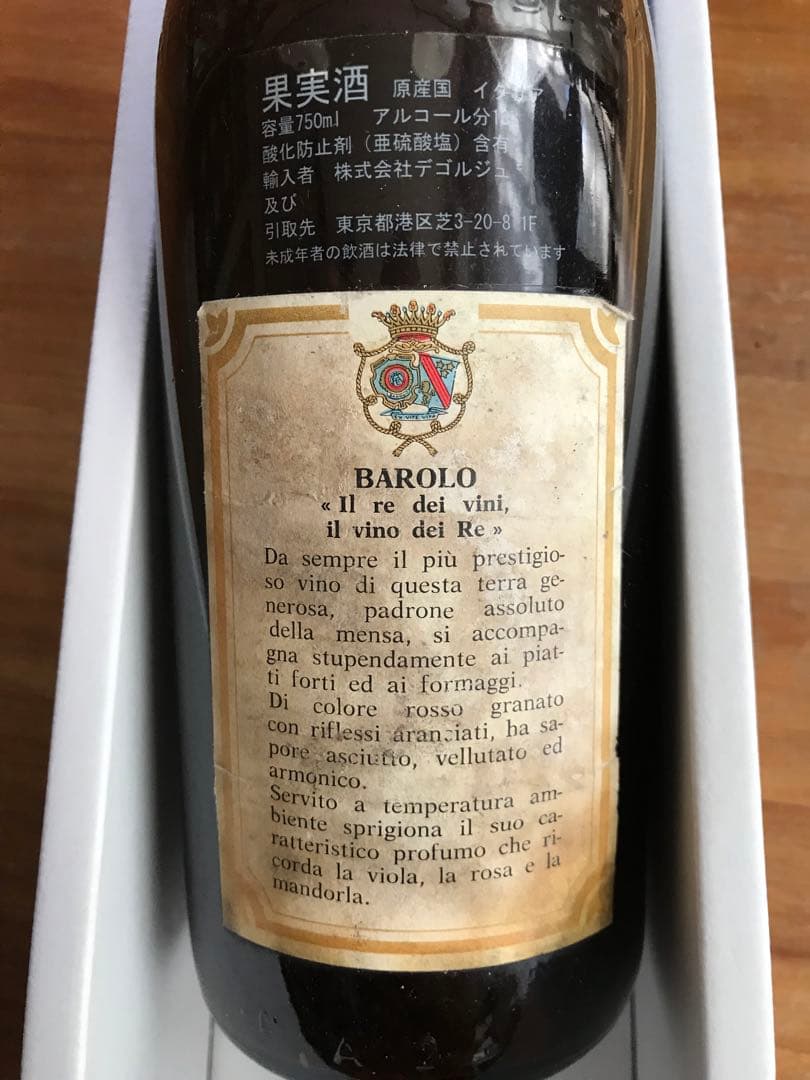 果実酒 原産国 イタリア
容量750ml アルコール分
酸化防止剤(亜硫酸塩)含有
輸入者 株式会社デゴルジュ
及び
引取先 東京都港区芝3-20-8 1F
未成年者の飲酒は法律で禁止されています
BAROLO
« Il re dei vini,
il vino dei Re »
Da sempre il più prestigio-
so vino di questa terra ge-
nerosa, padrone assoluto
della mensa, si accompa-
gna stupendamente ai piat-
ti forti ed ai formaggi.
Di colore rosso granato
con riflessi aranciati, ha sa-
pore asciutto, vellutato ed
armonico.
Servito a temperatura am-
biente sprigiona il suo ca-
ratteristico profumo che ri-
corda la viola, la rosa e la
mandorla.